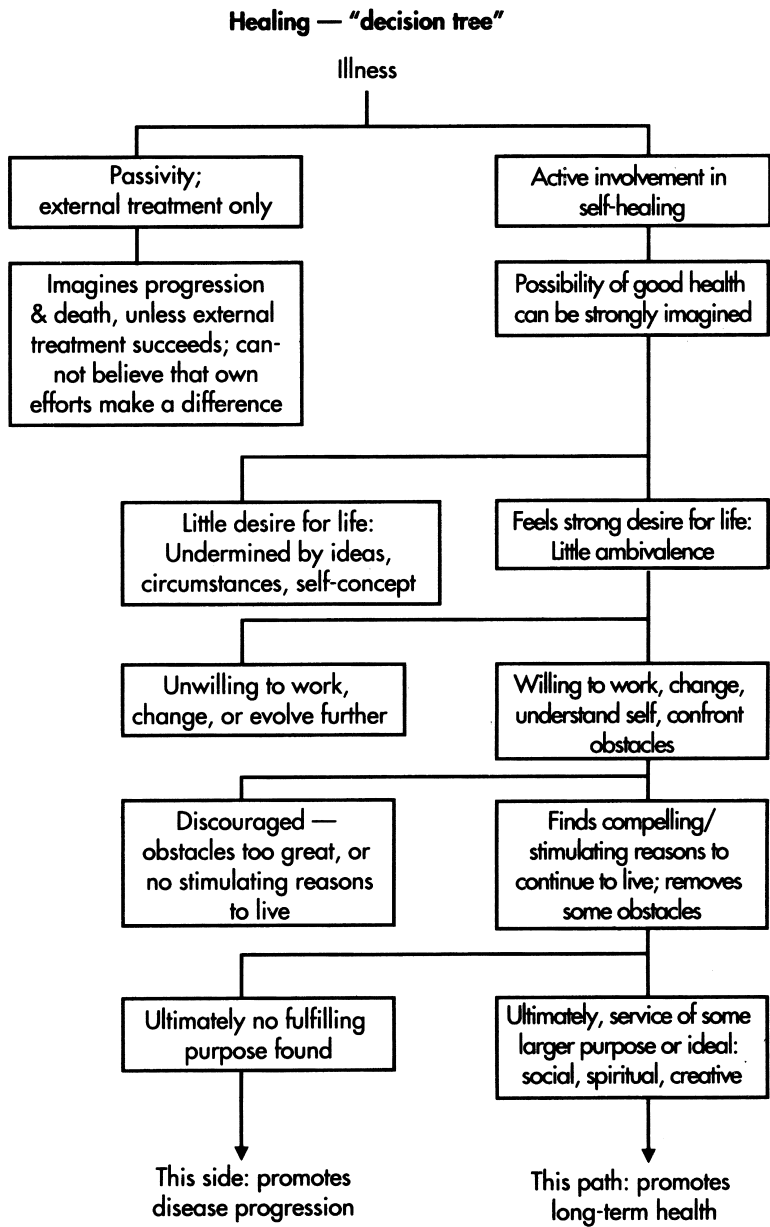 Healing — "decision tree"
Illness
Passivity;
external treatment only
Active involvement in
self-healing
Imagines progression
& death, unless external
treatment succeeds; can-
not believe that own
efforts make a difference
Possibility of good health
can be strongly imagined
Little desire for life:
Undermined by ideas,
circumstances, self-concept
Feels strong desire for life:
Little ambivalence
Unwilling to work,
change, or evolve further
Willing to work, change,
understand self, confront
obstacles
Discouraged —
obstacles too great, or
no stimulating reasons
to live
Finds compelling/
stimulating reasons to
continue to live; removes
some obstacles
Ultimately no fulfilling
purpose found
Ultimately, service of some
larger purpose or ideal:
social, spiritual, creative
This side: promotes
disease progression
This path: promotes
long-term health